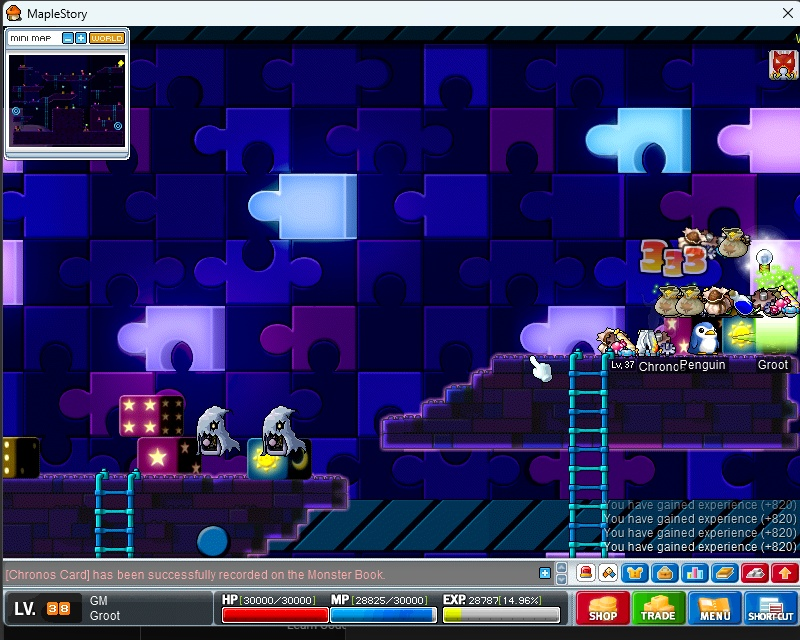 MapleStory
MINI MAP
WORLD
333
Lv. 37 Chrono
Penguin
Groot
You have gained experience (+820)
You have gained experience (+820)
You have gained experience (+820)
You have gained experience (+820)
[Chronos Card] has been successfully recorded on the Monster Book.
LV. 38
GM
Groot
HP[30000/30000]
MP[28825/30000]
EXP. 28787[14.96%]
SHOP
TRADE
MENU
SHORTCUT